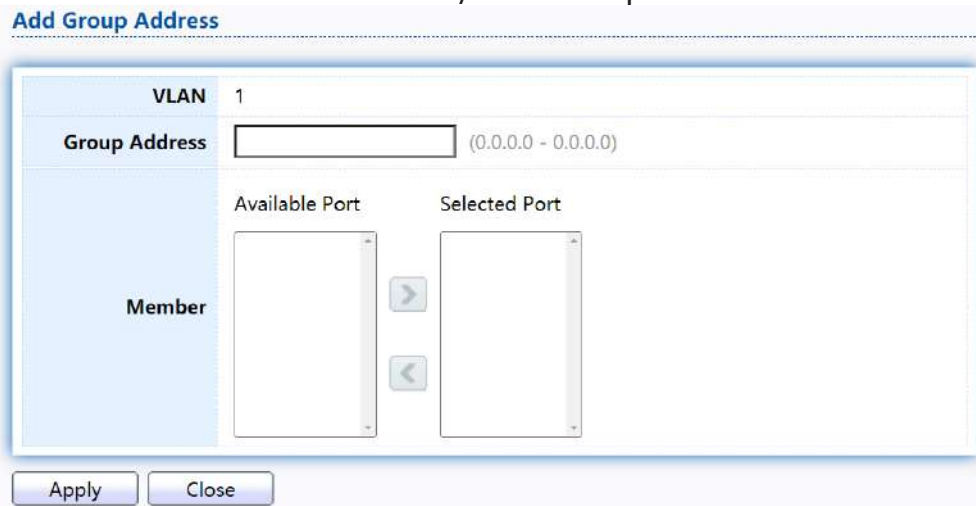 Add Group Address
VLAN 1
Group Address (0.0.0.0 - 0.0.0.0)
Available Port Selected Port
Member
Apply Close